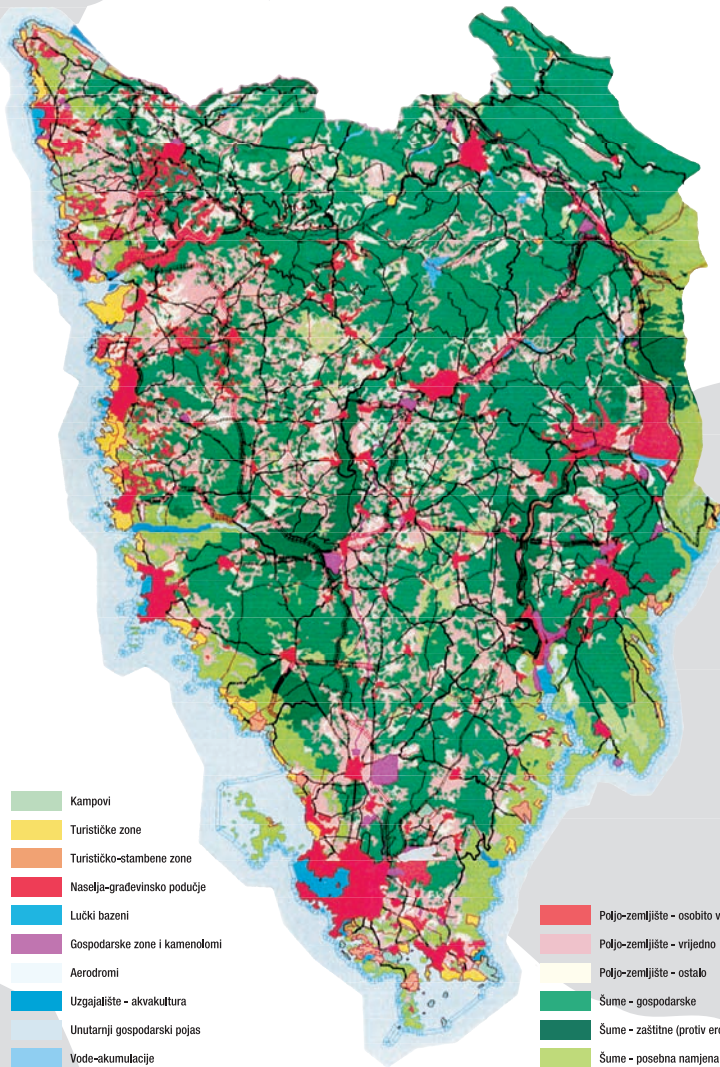 Kampovi
Turističke zone
Turističko-stambene zone
Naselja-građevinsko područje
Lučki bazeni
Gospodarske zone i kamenolomi
Aerodromi
Uzgajalište - akvakultura
Unutarnji gospodarski pojas
Vode-akumulacije
Poljo-zemljište - osobito v
Poljo-zemljište - vrijedno
Poljo-zemljište - ostalo
Šume - gospodarske
Šume - zaštitne (protiv ero
Šume - posebna namjena